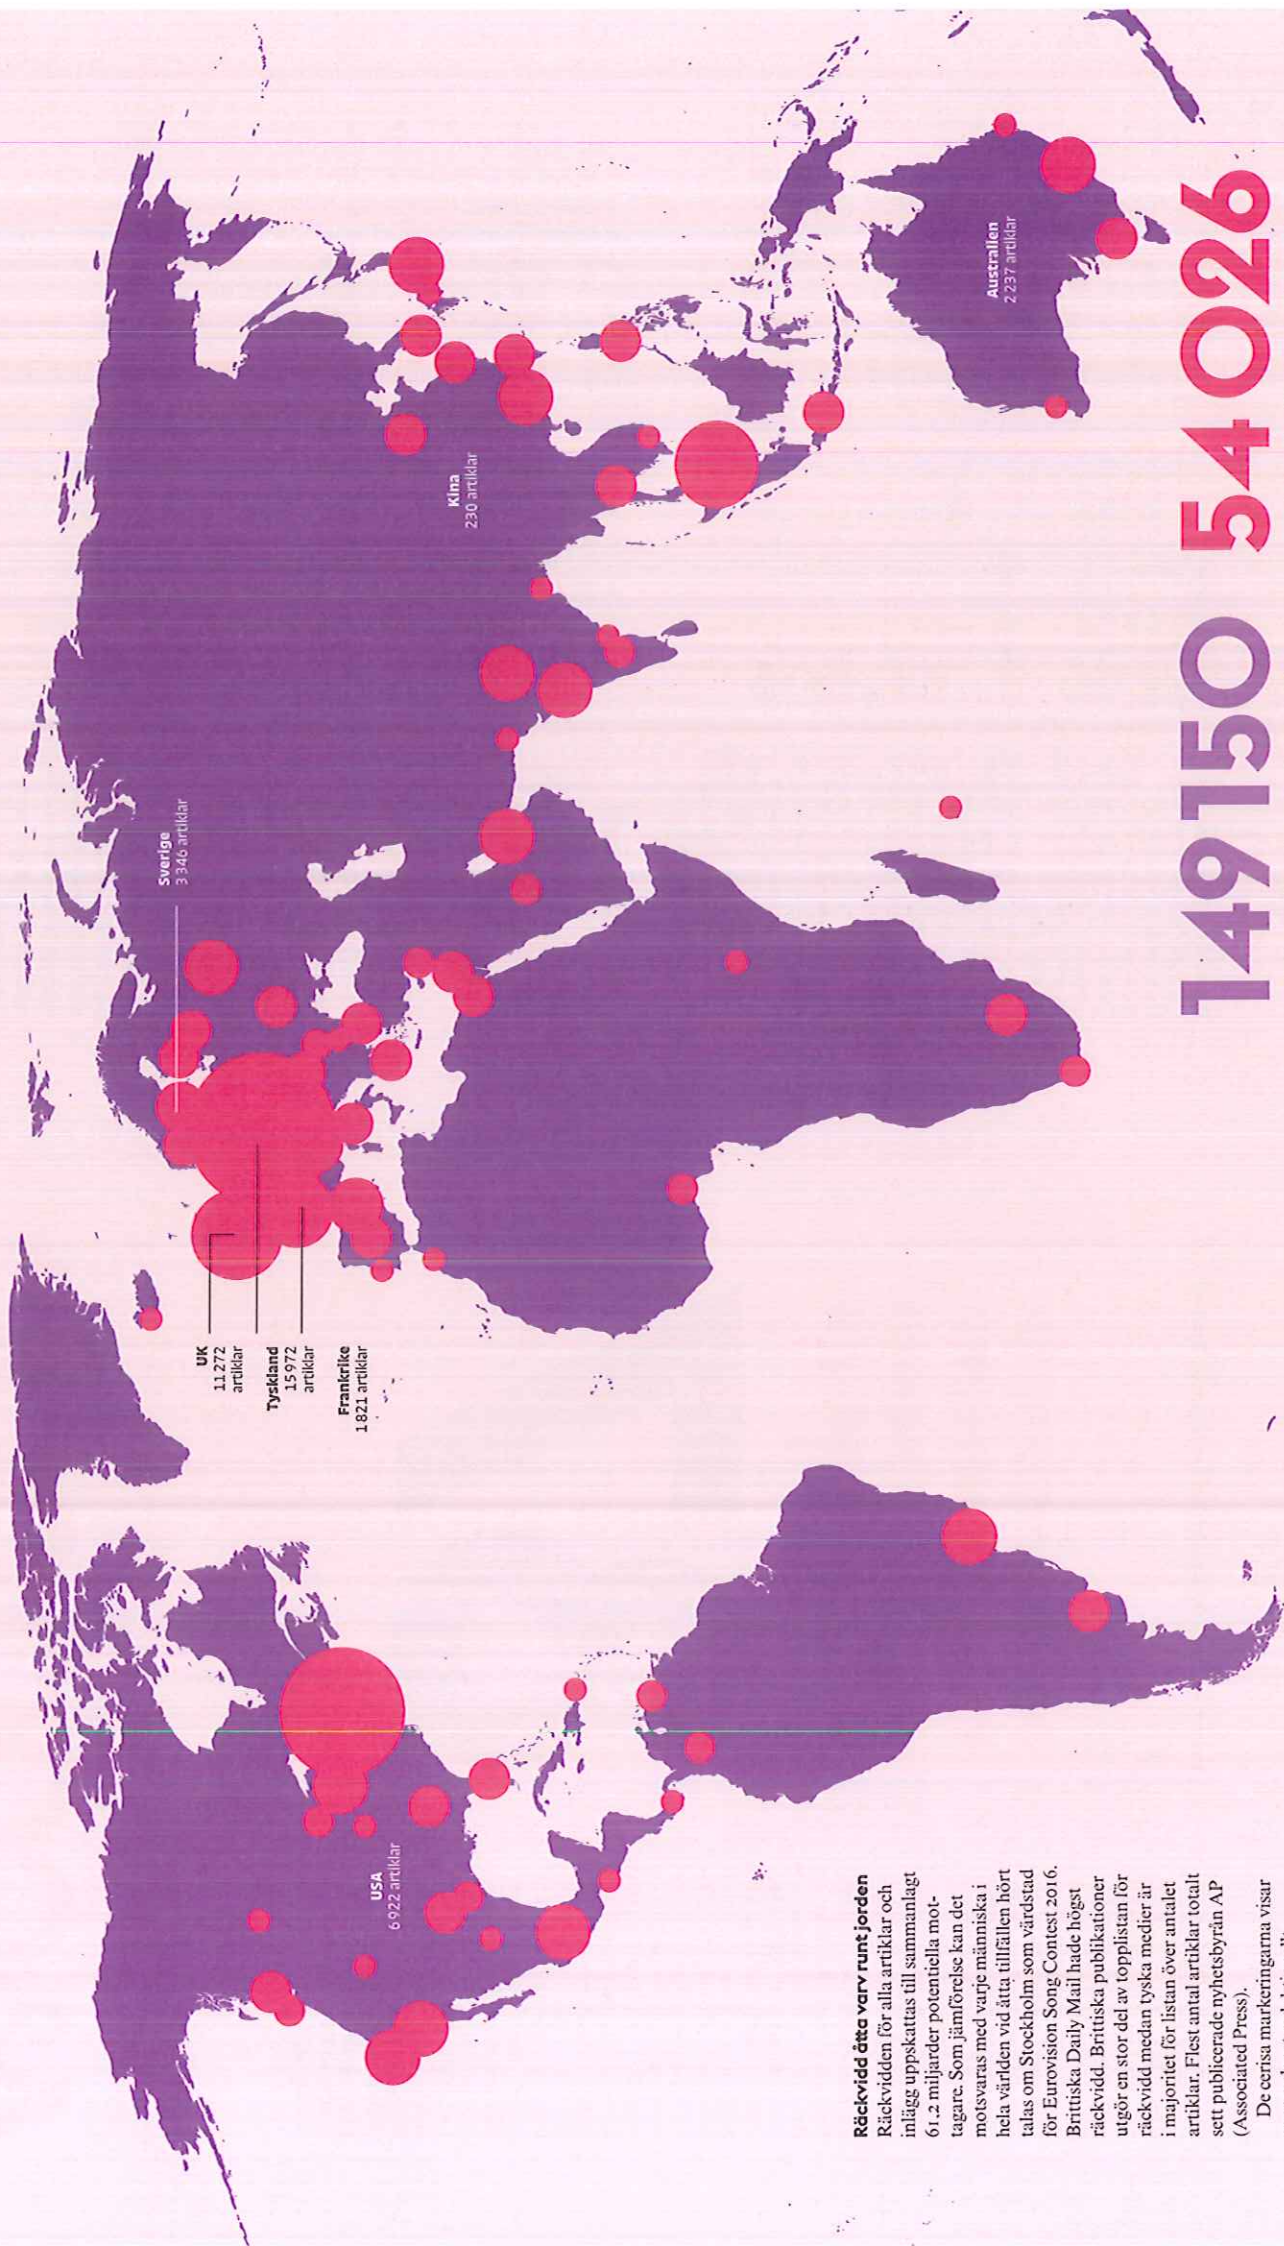 Sverige
3 346 artiklar
UK
11 272
artiklar
Tyskland
15 972
artiklar
Frankrike
1 821 artiklar
USA
6 922 artiklar
Kina
230 artiklar
Australien
2 237 artiklar
Räckvidd åtta varv runt jorden
Räckvidden för alla artiklar och
inlägg uppskattas till sammanlagt
61.2 miljarder potentiella mot-
tagare. Som jämförelse kan det
motsvaras med varje människa i
hela världen vid åtta tillfällen hört
talas om Stockholm som värdstad
för Eurovision Song Contest 2016.
Brittiska Daily Mail hade högst
räckvidd. Brittiska publikationer
utgör en stor del av topplistan för
räckvidd medan tyska medier är
i majoritet för listan över antalet
artiklar. Flest antal artiklar totalt
sett publicerade nyhetsbyrån AP
(Associated Press).
De cerisa markeringarna visar
149150 54 026